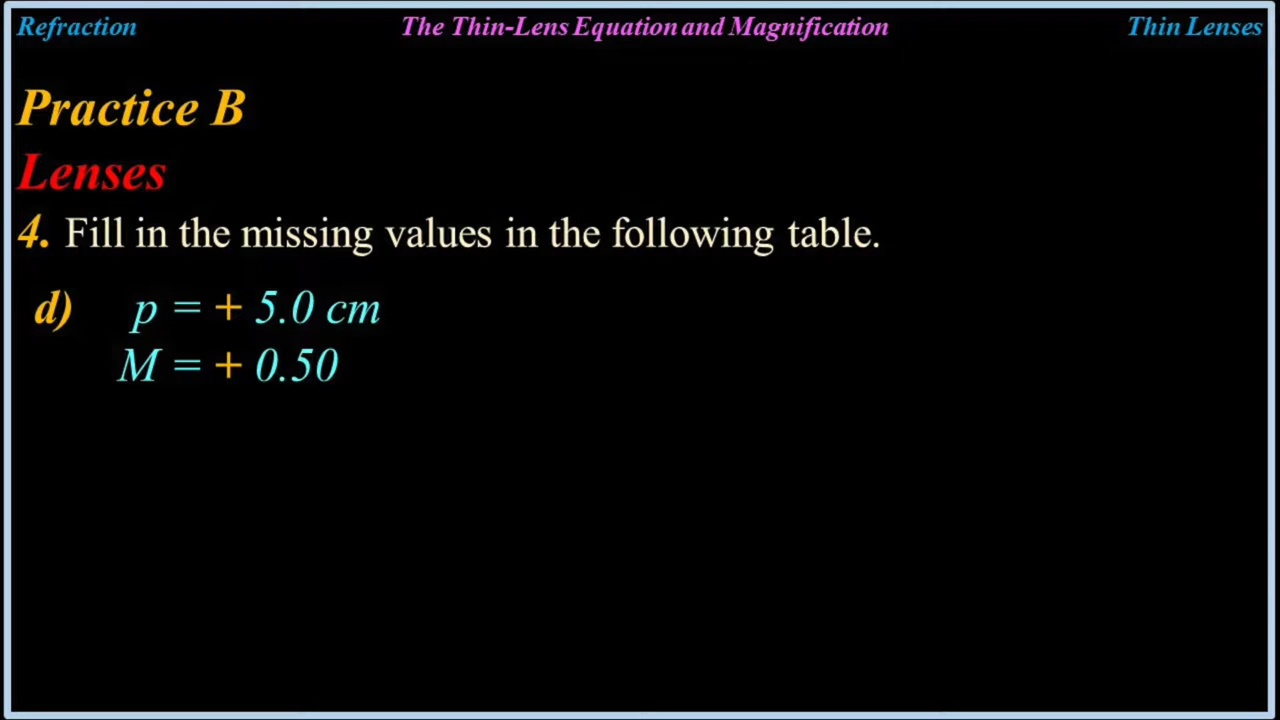 Refraction
The Thin-Lens Equation and Magnification
Thin Lenses
Practice B
Lenses
4. Fill in the missing values in the following table.
d) p = + 5.0 cm
M = + 0.50